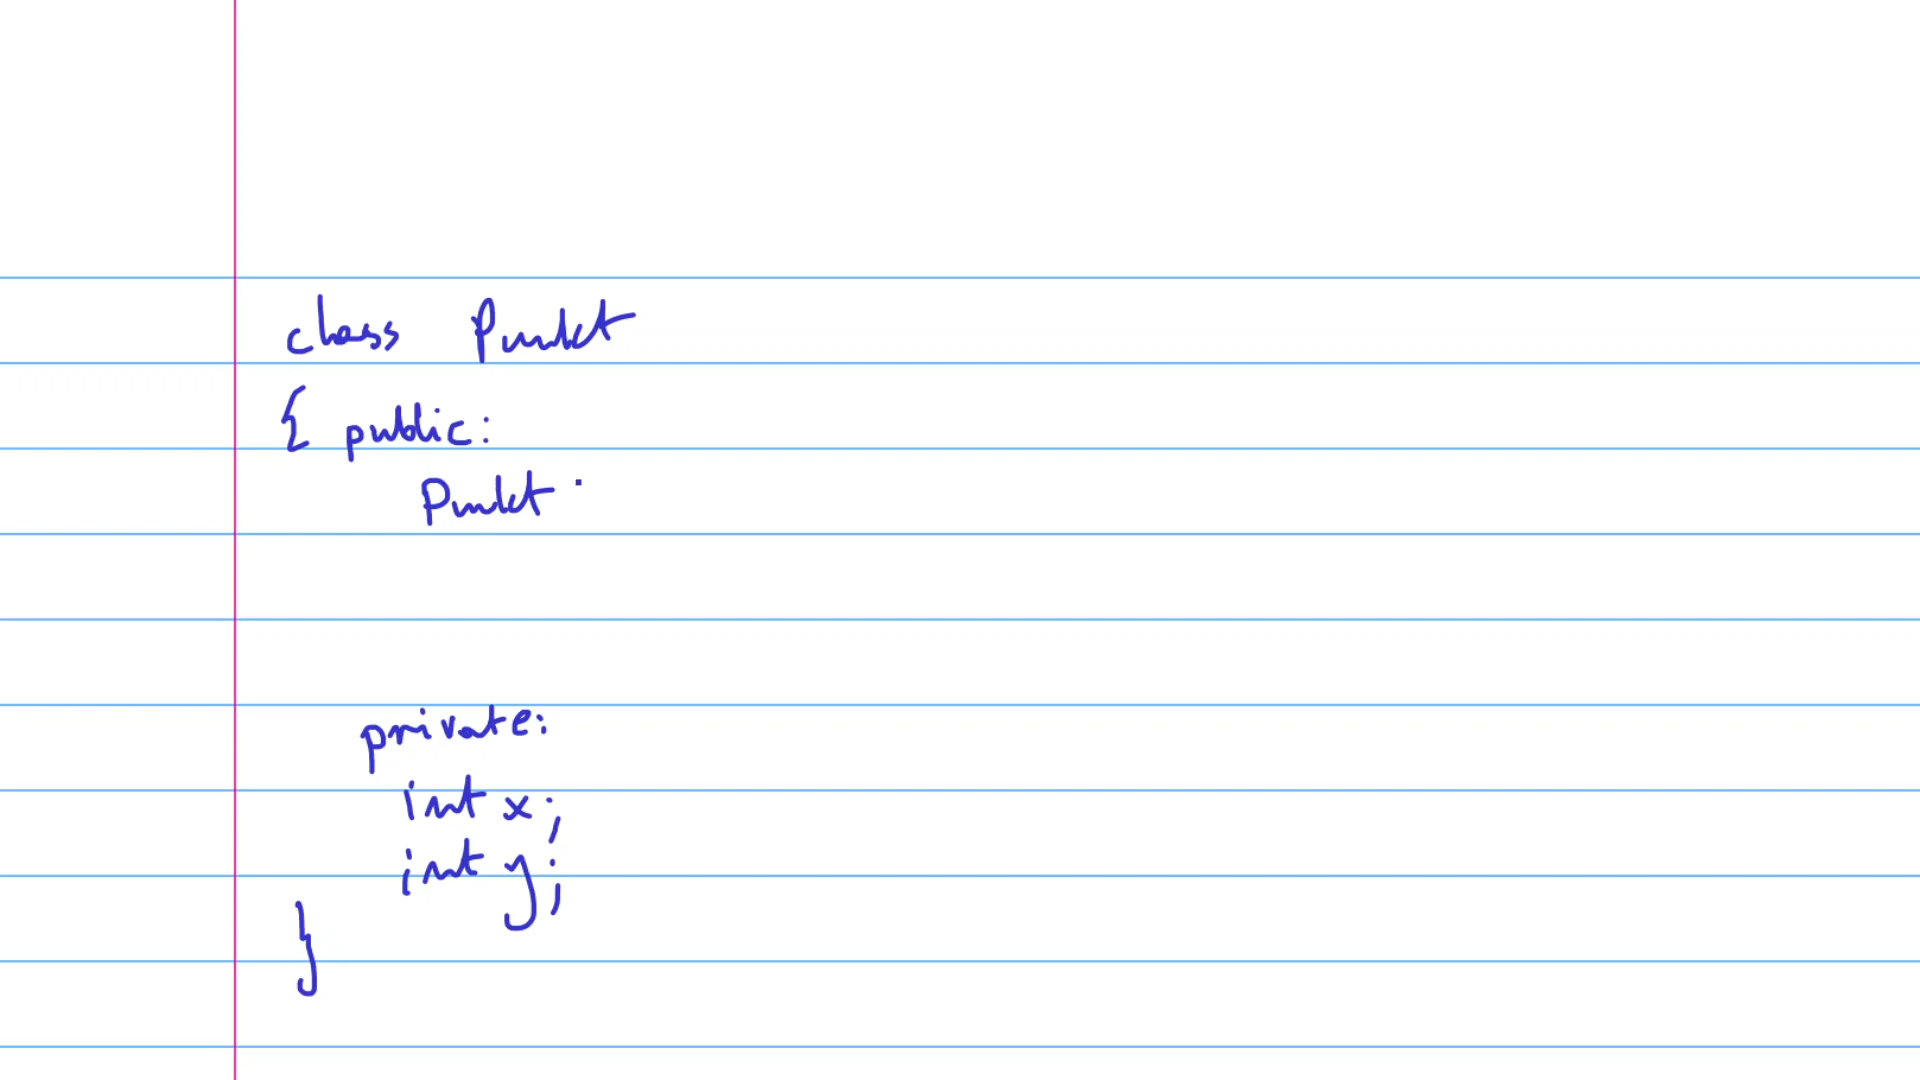 class Punkt
{ public:
Punkt
private:
int x;
int y;
}